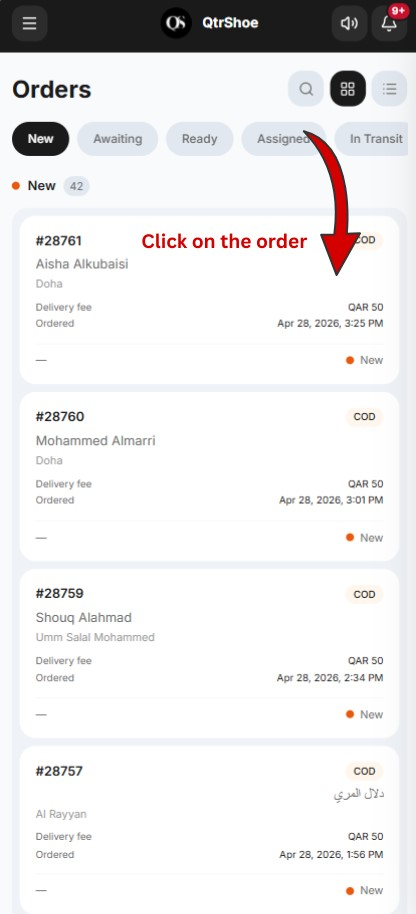 QS QtrShoe 9+
Orders
New Awaiting Ready Assigned In Transit
New 42
Click on the order
#28761 COD
Aisha Alkubaisi
Doha
Delivery fee QAR 50
Ordered Apr 28, 2026, 3:25 PM
— New
#28760 COD
Mohammed Almarri
Doha
Delivery fee QAR 50
Ordered Apr 28, 2026, 3:01 PM
— New
#28759 COD
Shouq Alahmad
Umm Salal Mohammed
Delivery fee QAR 50
Ordered Apr 28, 2026, 2:34 PM
— New
#28757 COD
دلال المري
Al Rayyan
Delivery fee QAR 50
Ordered Apr 28, 2026, 1:56 PM
— New